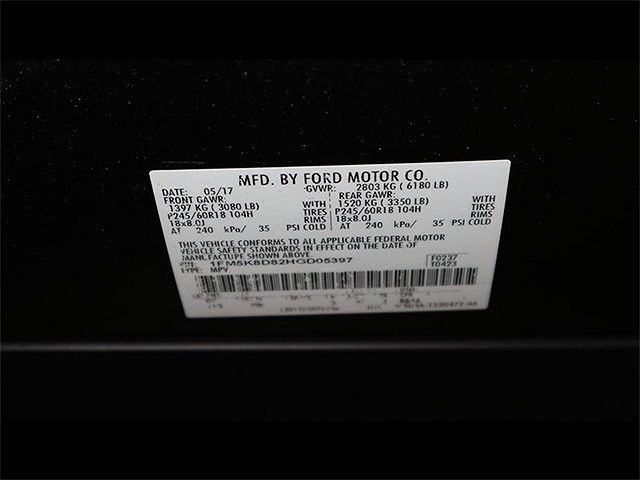 MFD. BY FORD MOTOR CO.
DATE: 05/17 GVWR: 2803 KG ( 6180 LB)
FRONT GAWR: REAR GAWR:
1397 KG ( 3080 LB) WITH 1520 KG ( 3350 LB) WITH
P245/60R18 104H TIRES P245/60R18 104H TIRES
18x8.0J RIMS 18x8.0J RIMS
AT 240 kPa/ 35 PSI COLD AT 240 kPa/ 35 PSI COLD
THIS VEHICLE CONFORMS TO ALL APPLICABLE FEDERAL MOTOR
VEHICLE SAFETY STANDARDS IN EFFECT ON THE DATE OF
MANUFACTURE SHOWN ABOVE.
VIN: 1FM5K8D82HGD05397 F0237
TYPE: MPV T0423